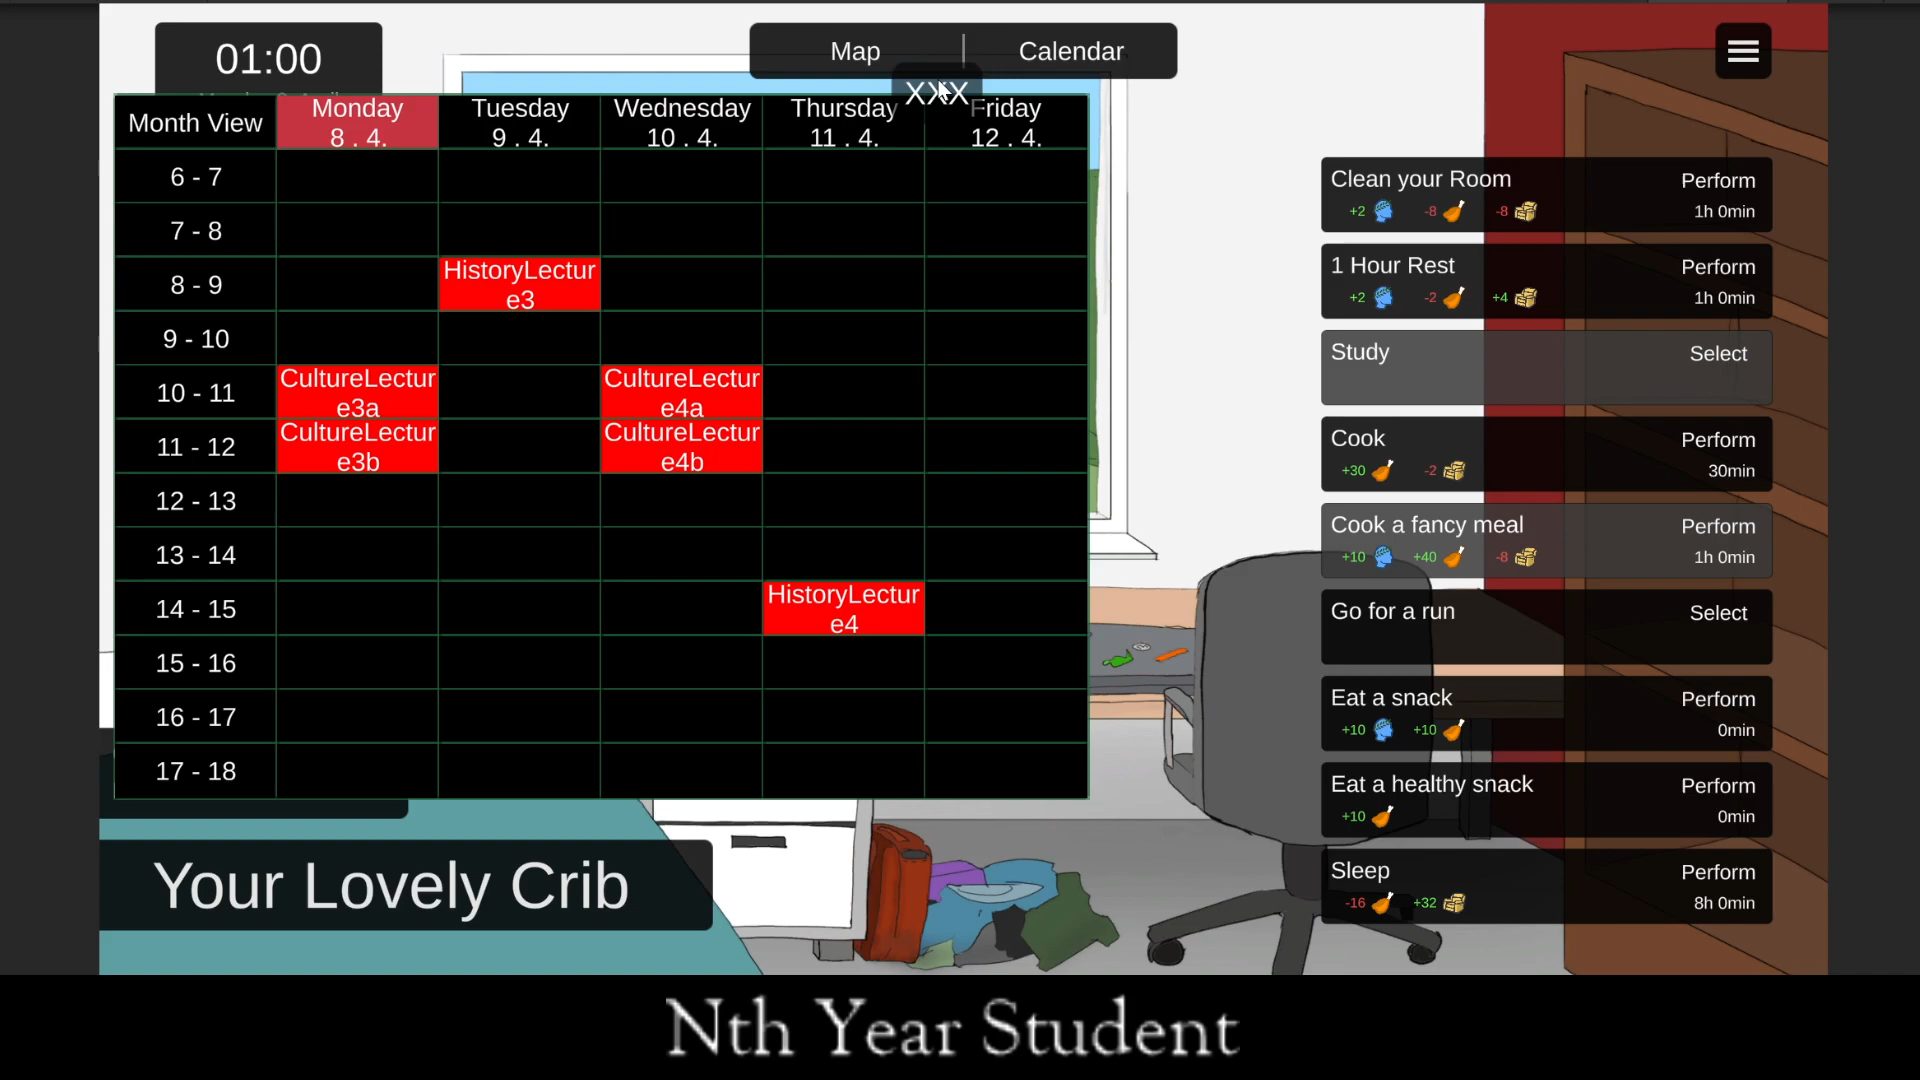 01:00
Map
Calendar
XXX
Month View
Monday
8 . 4.
Tuesday
9 . 4.
Wednesday
10 . 4.
Thursday
11 . 4.
Friday
12 . 4.
6 - 7
7 - 8
8 - 9
HistoryLectur
e3
9 - 10
10 - 11
CultureLectur
e3a
CultureLectur
e4a
11 - 12
CultureLectur
e3b
CultureLectur
e4b
12 - 13
13 - 14
14 - 15
HistoryLectur
e4
15 - 16
16 - 17
17 - 18
Clean your Room
Perform
+2 -8 -8
1h 0min
1 Hour Rest
Perform
+2 -2 +4
1h 0min
Study
Select
Cook
Perform
+30 -2
30min
Cook a fancy meal
Perform
+10 +40 -8
1h 0min
Go for a run
Select
Eat a snack
Perform
+10 +10
0min
Eat a healthy snack
Perform
+10
0min
Sleep
Perform
-16 +32
8h 0min
Your Lovely Crib
Nth Year Student